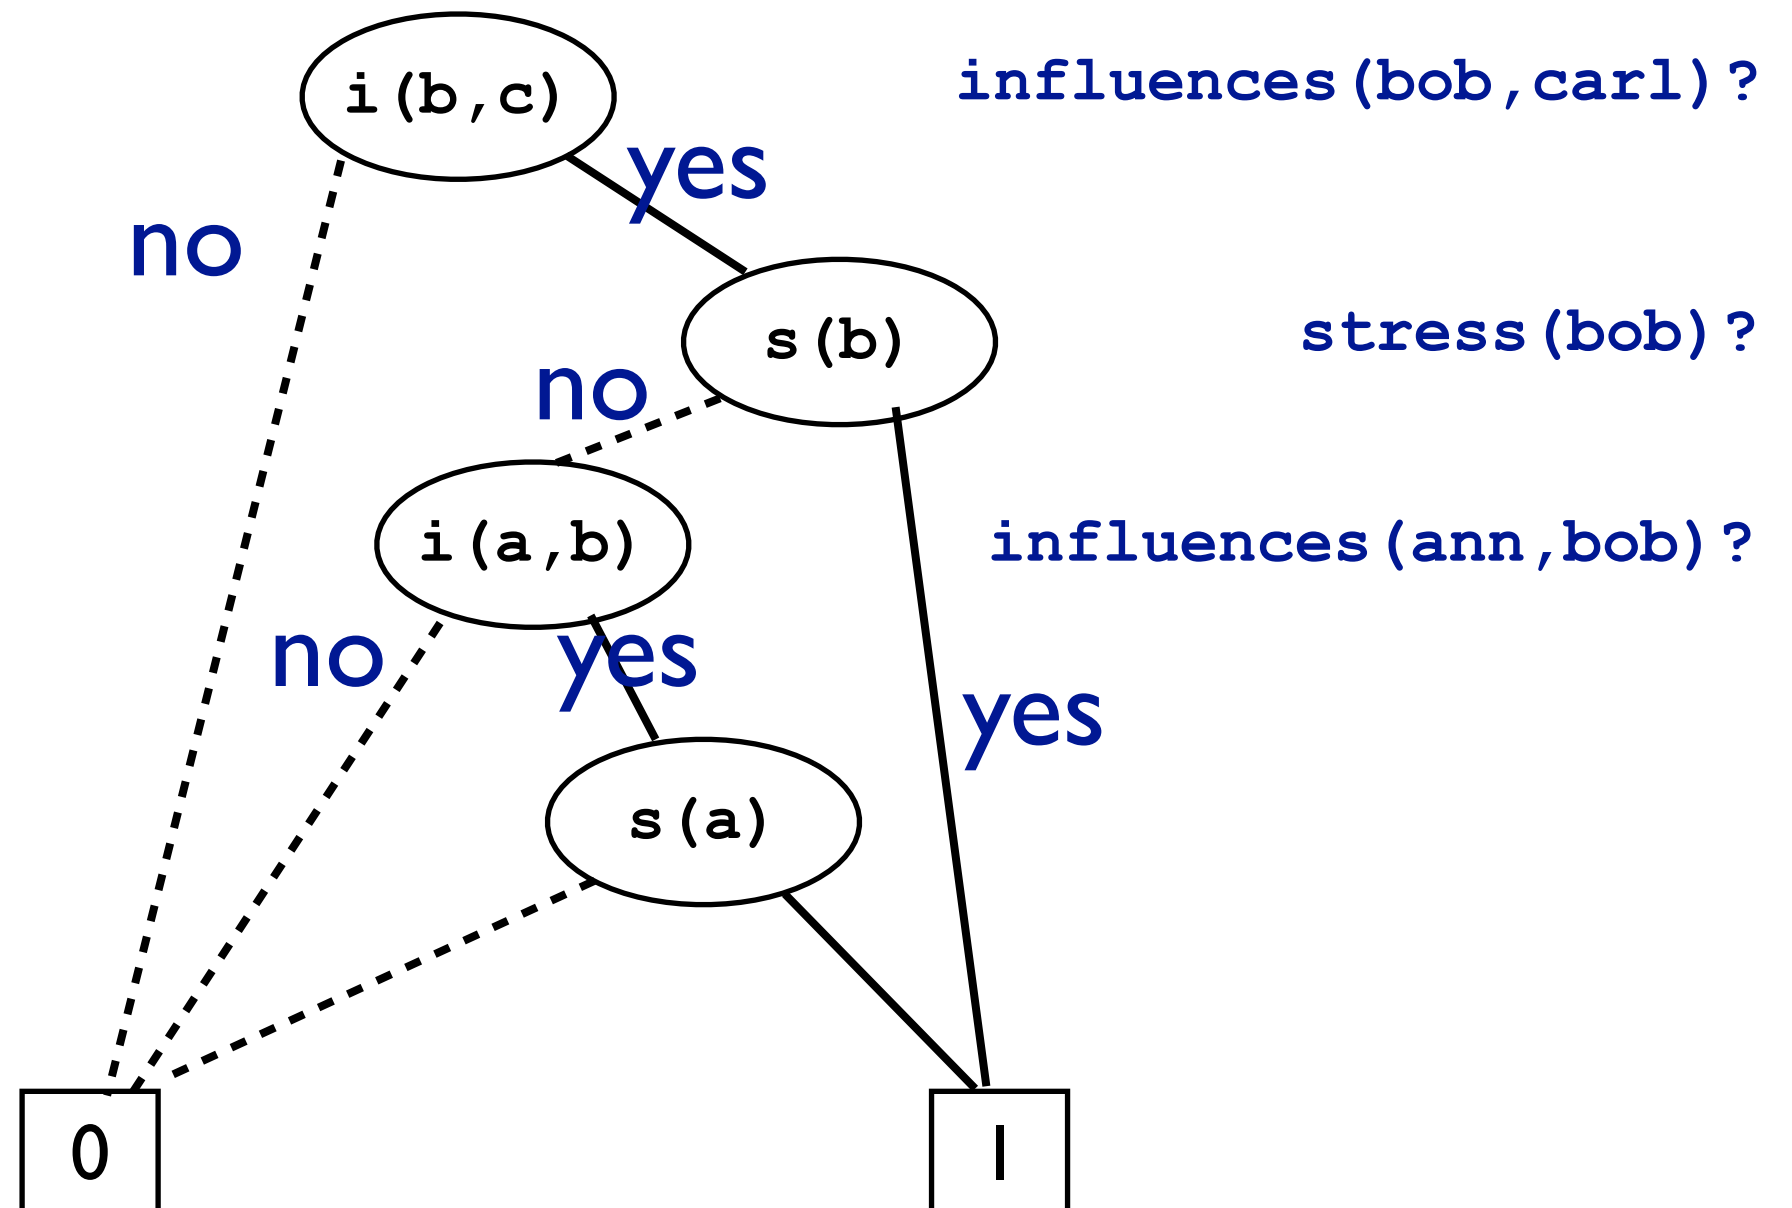 i(b,c)
influences(bob,carl)?
yes
no
s(b)
stress(bob)?
no
i(a,b)
influences(ann,bob)?
no
yes
yes
s(a)
0
1